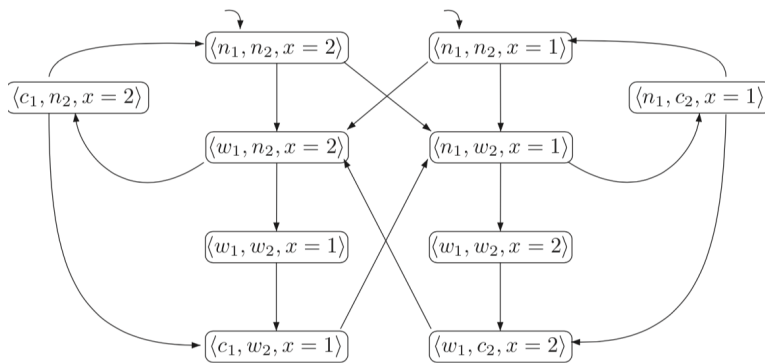 ⟨n₁, n₂, x = 2⟩ ⟨n₁, n₂, x = 1⟩
⟨c₁, n₂, x = 2⟩ ⟨n₁, c₂, x = 1⟩
⟨w₁, n₂, x = 2⟩ ⟨n₁, w₂, x = 1⟩
⟨w₁, w₂, x = 1⟩ ⟨w₁, w₂, x = 2⟩
⟨c₁, w₂, x = 1⟩ ⟨w₁, c₂, x = 2⟩